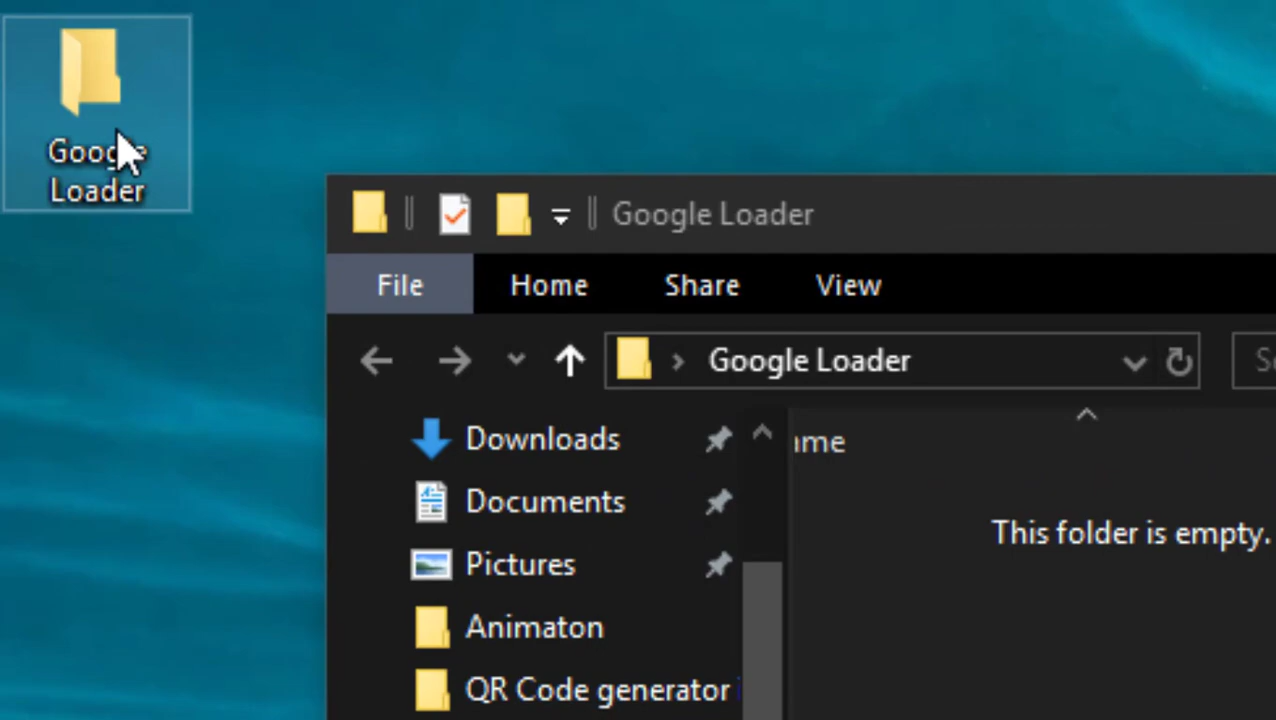 Google
Loader
Google Loader
File Home Share View
Google Loader
Downloads
Documents
Pictures
Animaton
QR Code generator
This folder is empty.